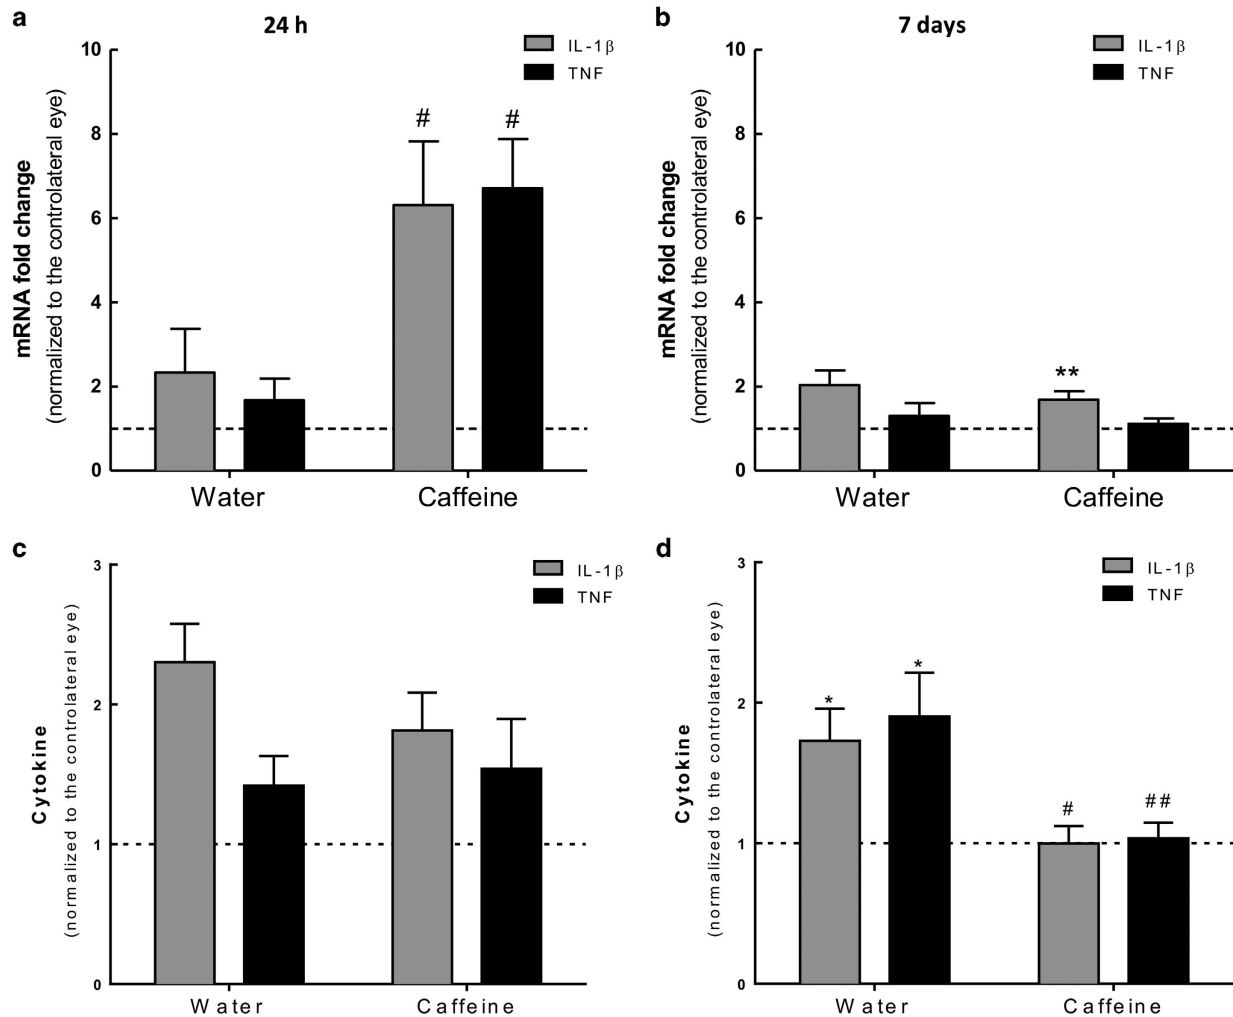 a
24 h
IL-1β
TNF
mRNA fold change
(normalized to the controlateral eye)
10
8
6
4
2
0
#
#
Water
Caffeine
b
7 days
IL-1β
TNF
mRNA fold change
(normalized to the controlateral eye)
10
8
6
4
2
0
**
Water
Caffeine
c
IL-1β
TNF
Cytokine
(normalized to the controlateral eye)
3
2
1
0
Water
Caffeine
d
IL-1β
TNF
Cytokine
(normalized to the controlateral eye)
3
2
1
0
*
*
#
##
Water
Caffeine